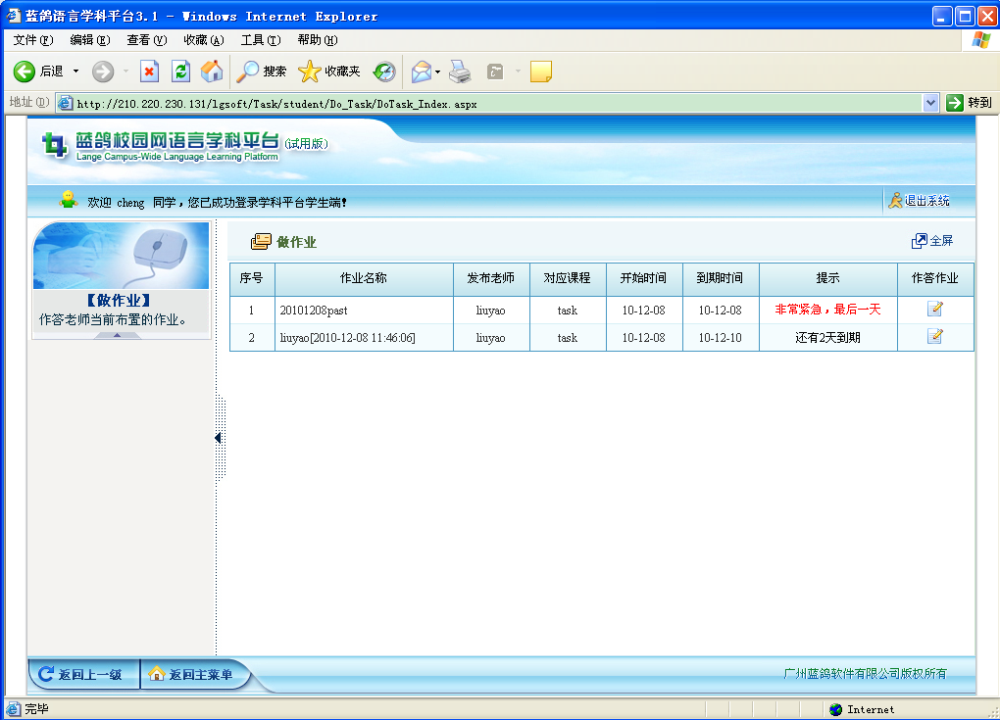 蓝鸽语言学科平台3.1 - Windows Internet Explorer
文件(F) 编辑(E) 查看(V) 收藏(A) 工具(T) 帮助(H)
后退 搜索 收藏夹
地址(D) http://210.220.230.131/lgsoft/Task/student/Do_Task/DoTask_Index.aspx 转到
蓝鸽校园网语言学科平台(试用版)
Lange Campus-Wide Language Learning Platform
欢迎 cheng 同学,您已成功登录学科平台学生端! 退出系统
做作业 全屏
【做作业】
作答老师当前布置的作业。
序号 作业名称 发布老师 对应课程 开始时间 到期时间 提示 作答作业
1 20101208past liuyao task 10-12-08 10-12-08 非常紧急,最后一天
2 liuyao[2010-12-08 11:46:06] liuyao task 10-12-08 10-12-10 还有2天到期
返回上一级 返回主菜单 广州蓝鸽软件有限公司版权所有
完毕 Internet